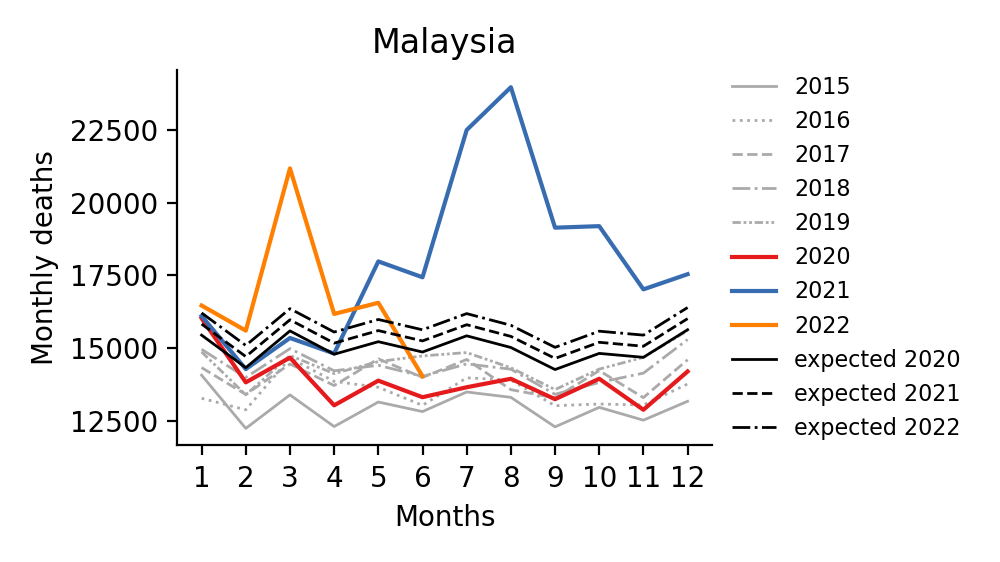 Malaysia
Monthly deaths
22500
20000
17500
15000
12500
1 2 3 4 5 6 7 8 9 10 11 12
Months
2015
2016
2017
2018
2019
2020
2021
2022
expected 2020
expected 2021
expected 2022